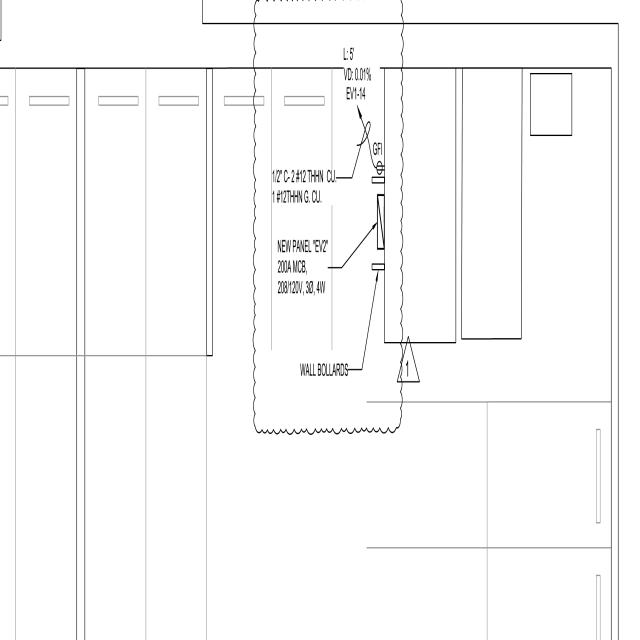 L: 5'
VD: 0.01%
EV1-14
GFI
1/2" C- 2 #12 THHN CU.
1 #12THHN G. CU.
NEW PANEL "EV2"
200A MCB,
208/120V, 3Ø, 4W
WALL BOLLARDS
1